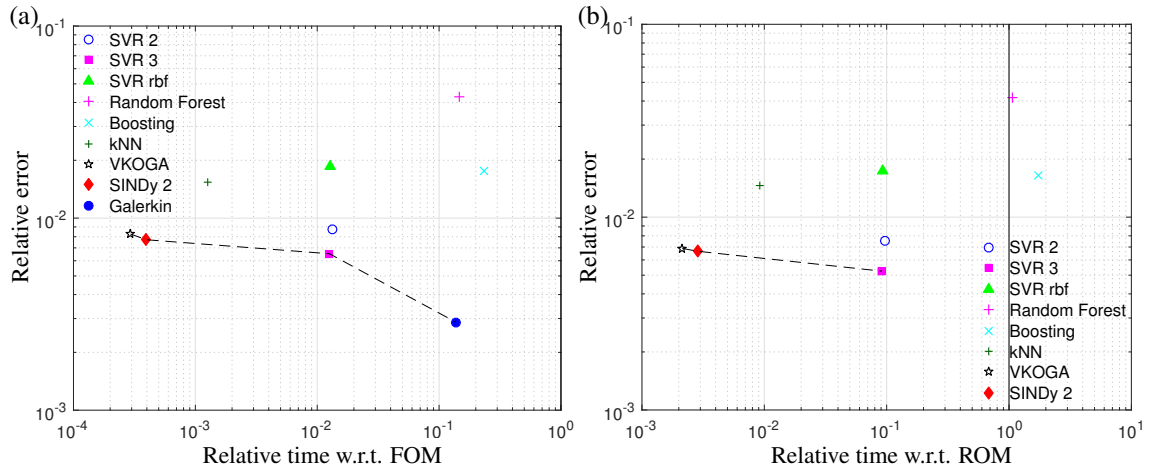 (a)
10^-1
SVR 2
SVR 3
SVR rbf
Random Forest
Boosting
kNN
VKOGA
SINDy 2
Galerkin
10^-2
10^-3
Relative error
10^-4
10^-3
10^-2
10^-1
10^0
Relative time w.r.t. FOM
(b)
10^-1
10^-2
10^-3
Relative error
SVR 2
SVR 3
SVR rbf
Random Forest
Boosting
kNN
VKOGA
SINDy 2
10^-3
10^-2
10^-1
10^0
10^1
Relative time w.r.t. ROM